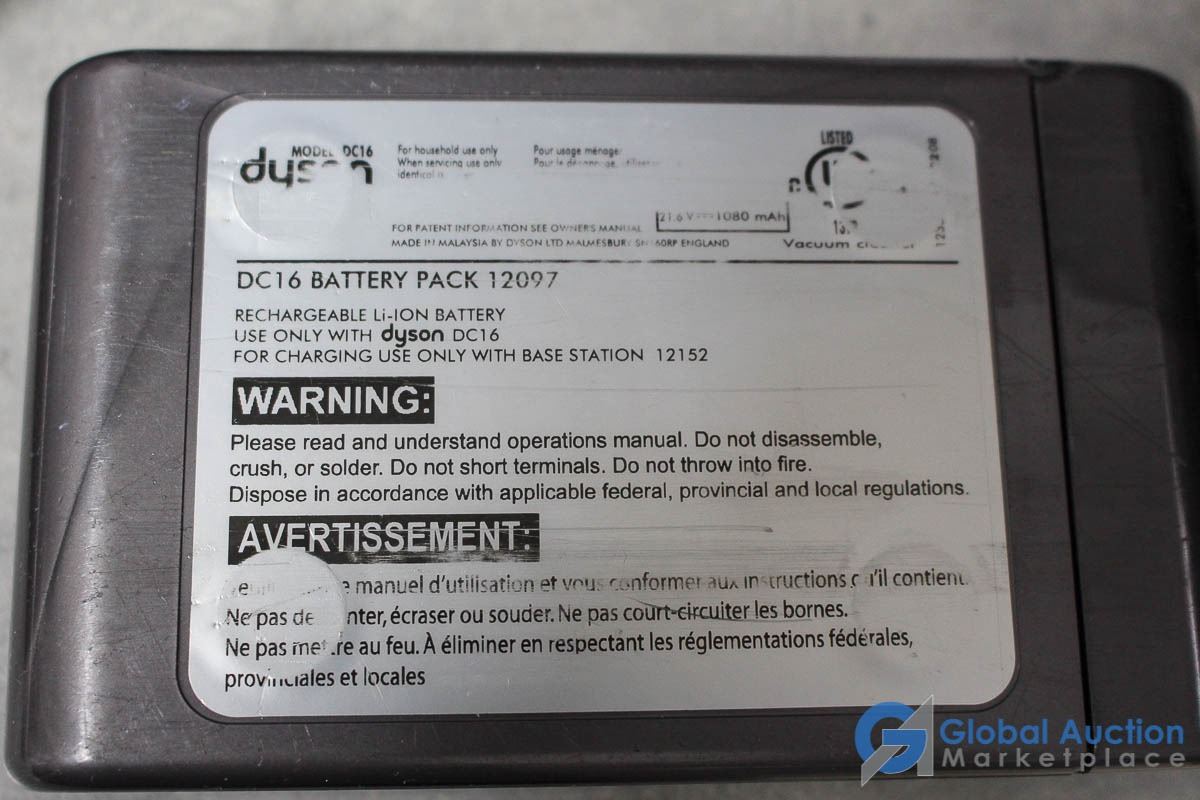 MODEL DC16
dyson
For household use only
When servicing use only
identical
Pour usage ménager
LISTED
21.6 V 1080 mAh
FOR PATENT INFORMATION SEE OWNER'S MANUAL
MADE IN MALAYSIA BY DYSON LTD MALMESBURY ENGLAND
Vacuum
DC16 BATTERY PACK 12097
RECHARGEABLE Li-ION BATTERY
USE ONLY WITH dyson DC16
FOR CHARGING USE ONLY WITH BASE STATION 12152
WARNING:
Please read and understand operations manual. Do not disassemble,
crush, or solder. Do not short terminals. Do not throw into fire.
Dispose in accordance with applicable federal, provincial and local regulations.
AVERTISSEMENT:
manuel d'utilisation et vous conformer aux instructions qu'il contient.
Ne pas écraser ou souder. Ne pas court-circuiter les bornes.
Ne pas mettre au feu. À éliminer en respectant les réglementations fédérales,
provinciales et locales
Global Auction
Marketplace